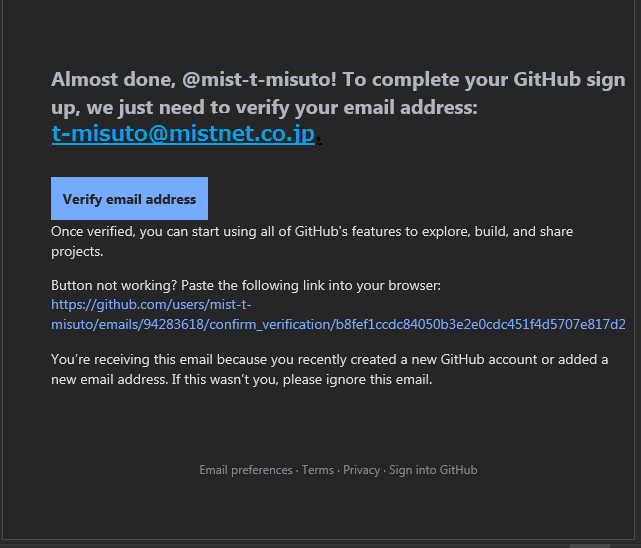 Almost done, @mist-t-misuto! To complete your GitHub sign
up, we just need to verify your email address:
t-misuto@mistnet.co.jp.
Verify email address
Once verified, you can start using all of GitHub's features to explore, build, and share
projects.
Button not working? Paste the following link into your browser:
https://github.com/users/mist-t-
misuto/emails/94283618/confirm_verification/b8fef1ccdc84050b3e2e0cdc451f4d5707e817d2
You’re receiving this email because you recently created a new GitHub account or added a
new email address. If this wasn’t you, please ignore this email.
Email preferences · Terms · Privacy · Sign into GitHub